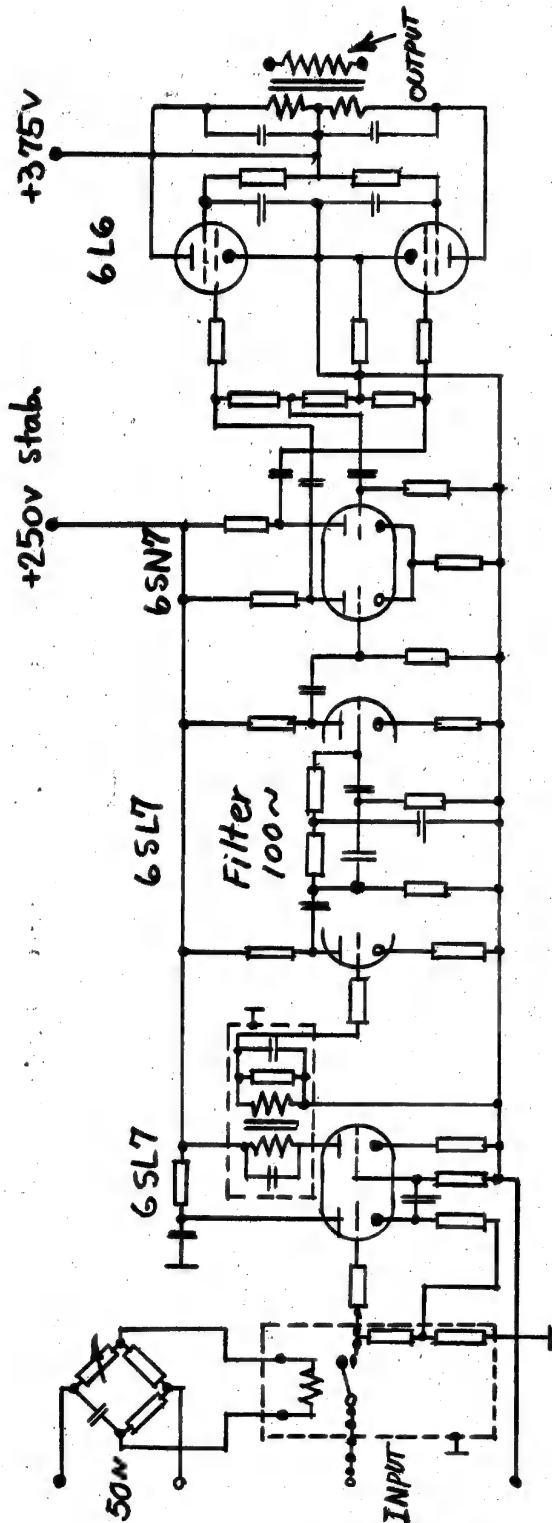 50~
INPUT
6SL7
Filter
100~
6SL7
6SN7
+250V stab.
6L6
+375V
OUTPUT